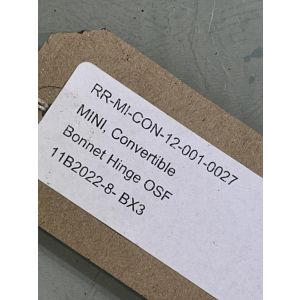 RR-MI-CON-12-001-0027
MINI, Convertible
Bonnet Hinge OSF
11B2022-8- BX3